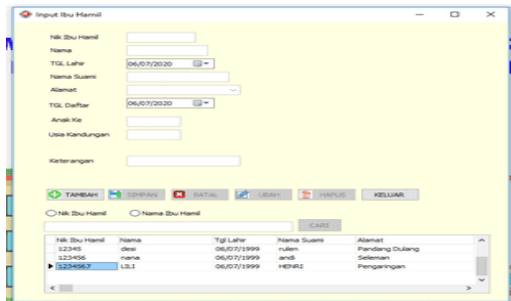 Input Ibu Hamil
Nik Ibu Hamil
Nama
TGL Lahir 06/07/2020
Nama Suami
Alamat
TGL Daftar 06/07/2020
Anak Ke
Usia Kandungan
Keterangan
TAMBAH SIMPAN BATAL UBAH HAPUS KELUAR
Nik Ibu Hamil Nama Ibu Hamil
CARI
Nik Ibu Hamil Nama Tgl Lahir Nama Suami Alamat
12345 desi 06/07/1999 rulen Pandang Dulang
123456 nana 06/07/1999 andi Seleman
1234567 LILI 06/07/1999 HENRI Pengaringan